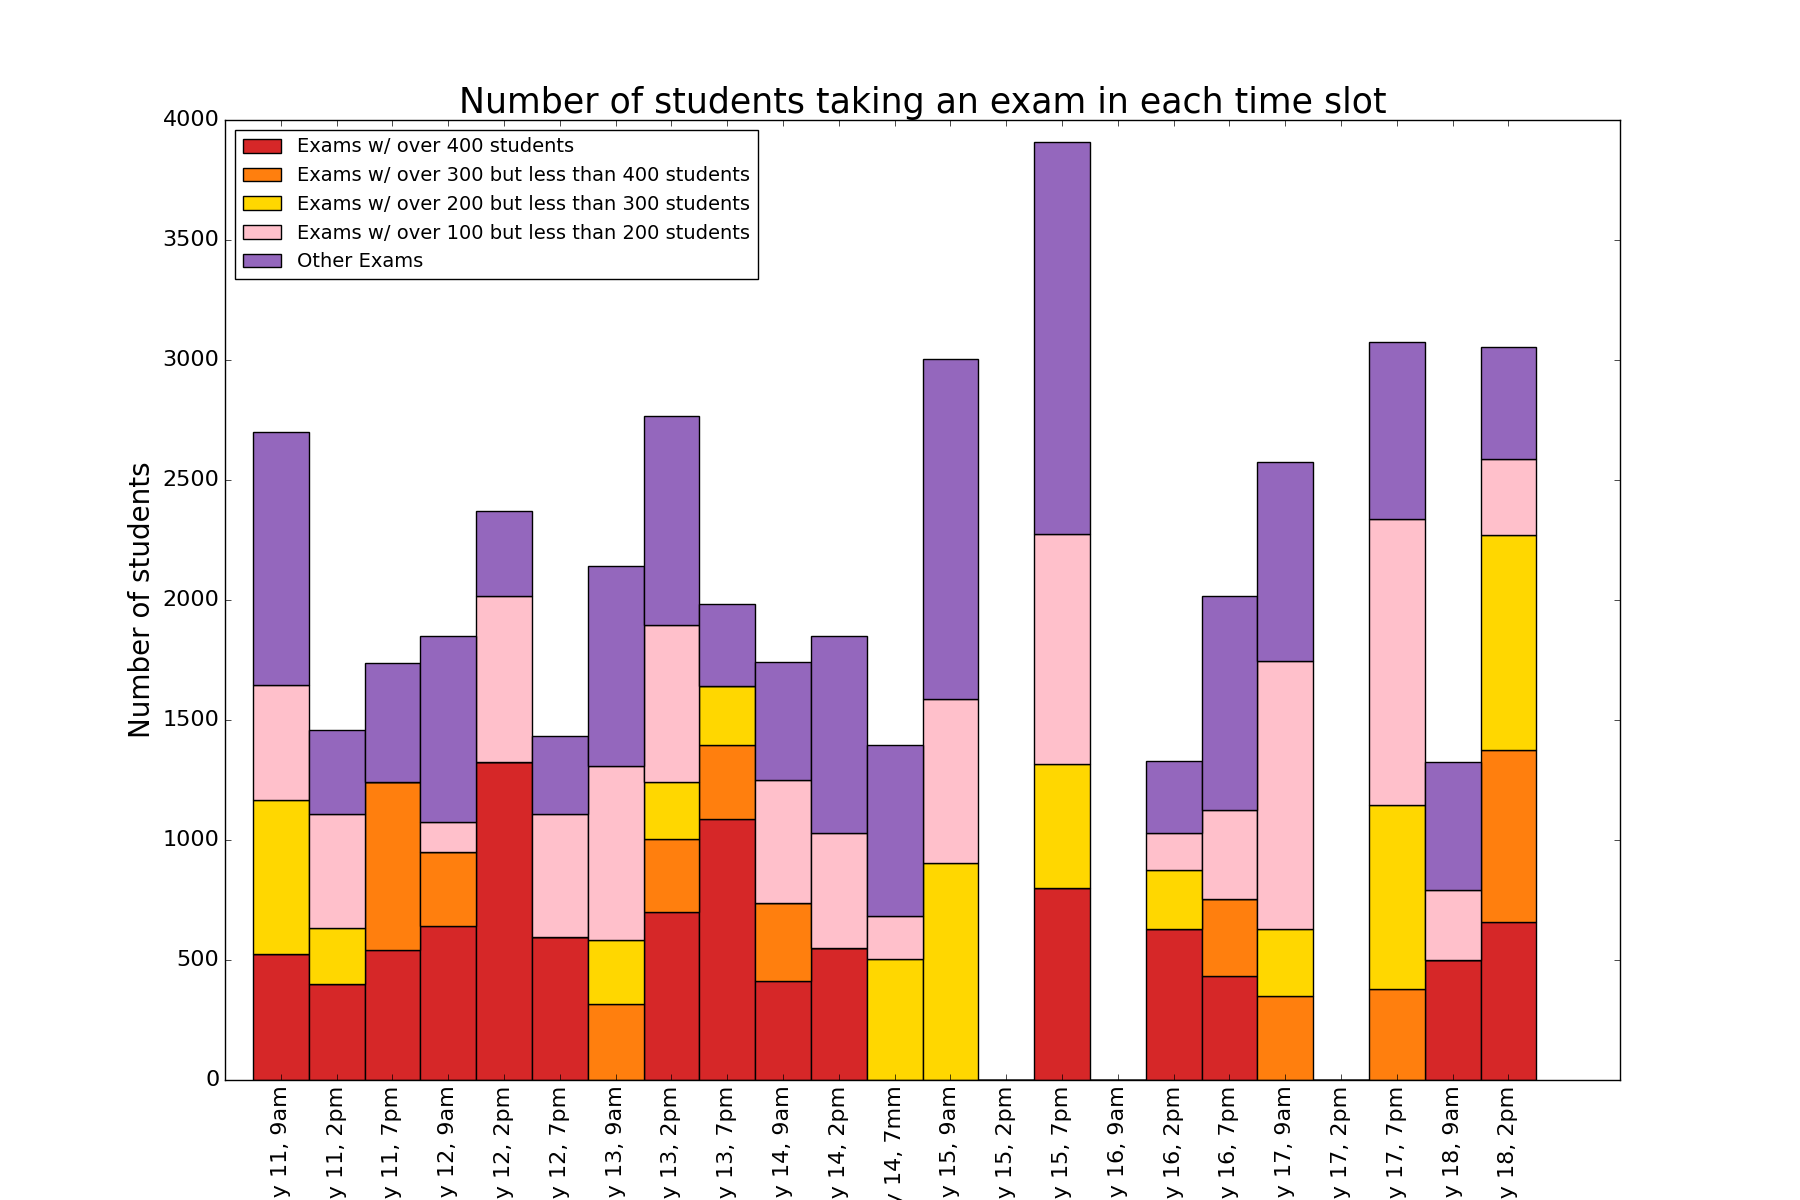 Number of students taking an exam in each time slot
Exams w/ over 400 students
Exams w/ over 300 but less than 400 students
Exams w/ over 200 but less than 300 students
Exams w/ over 100 but less than 200 students
Other Exams
Number of students
4000
3500
3000
2500
2000
1500
1000
500
0
y 11, 9am
y 11, 2pm
y 11, 7pm
y 12, 9am
y 12, 2pm
y 12, 7pm
y 13, 9am
y 13, 2pm
y 13, 7pm
y 14, 9am
y 14, 2pm
y 14, 7mm
y 15, 9am
y 15, 2pm
y 15, 7pm
y 16, 9am
y 16, 2pm
y 16, 7pm
y 17, 9am
y 17, 2pm
y 17, 7pm
y 18, 9am
y 18, 2pm